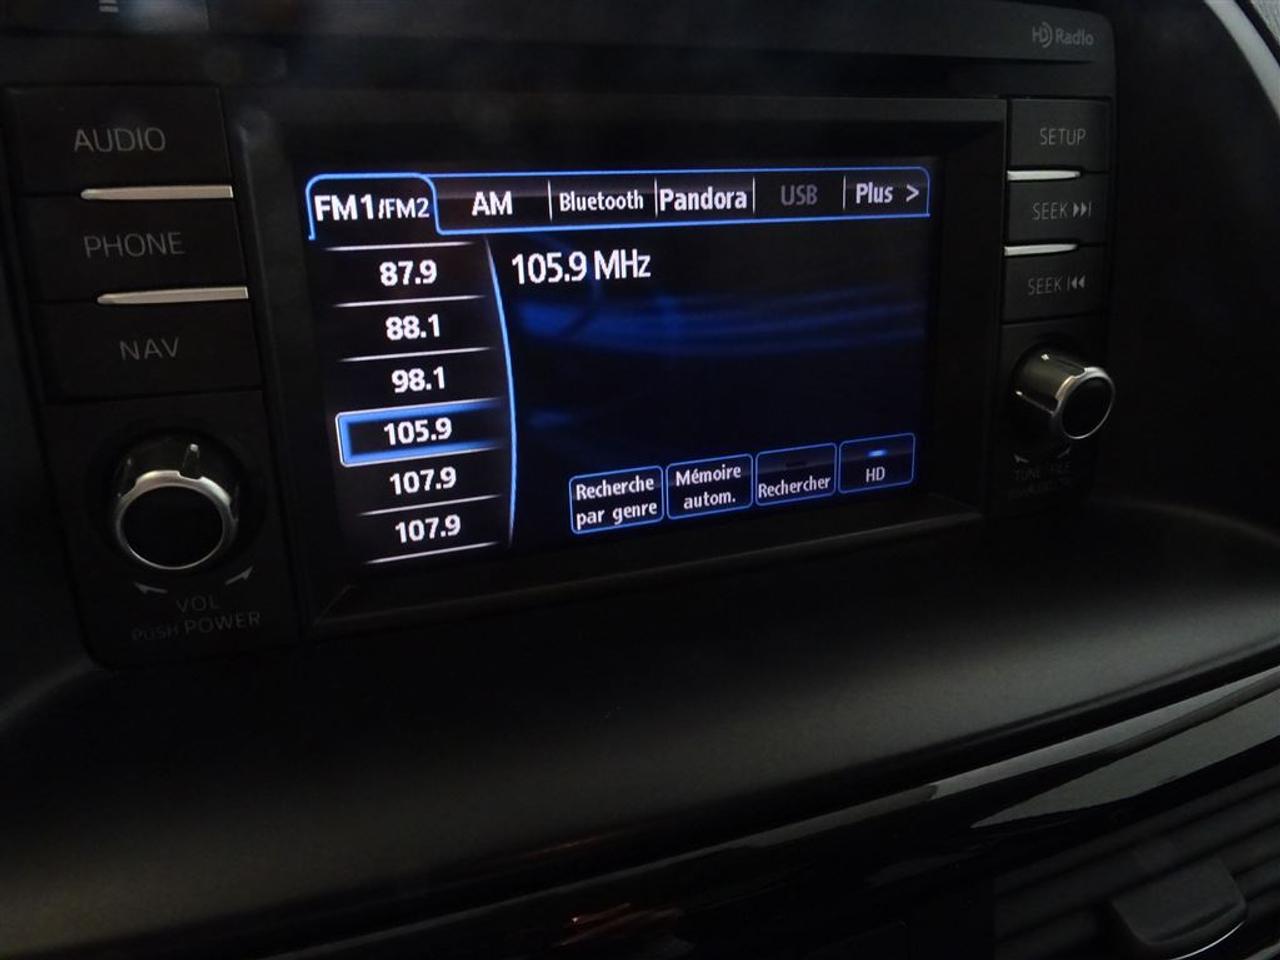 HD Radio
AUDIO
PHONE
NAV
VOL
PUSH POWER
FM1/FM2
AM
Bluetooth
Pandora
USB
Plus >
87.9
88.1
98.1
105.9
107.9
107.9
105.9 MHz
Recherche
par genre
Mémoire
autom.
Rechercher
HD
SETUP
SEEK
SEEK